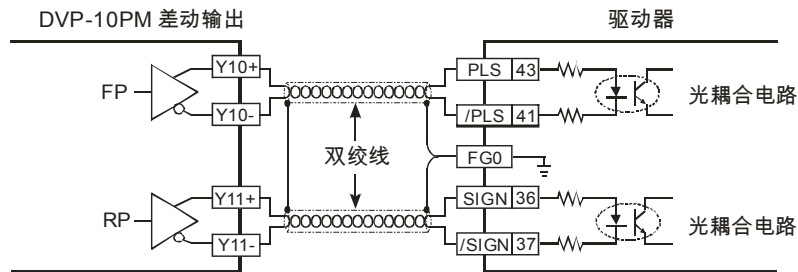 DVP-10PM 差动输出
驱动器
Y10+
PLS 43
FP
光耦合电路
Y10-
/PLS 41
双绞线
FG0
Y11+
SIGN 36
RP
光耦合电路
Y11-
/SIGN 37